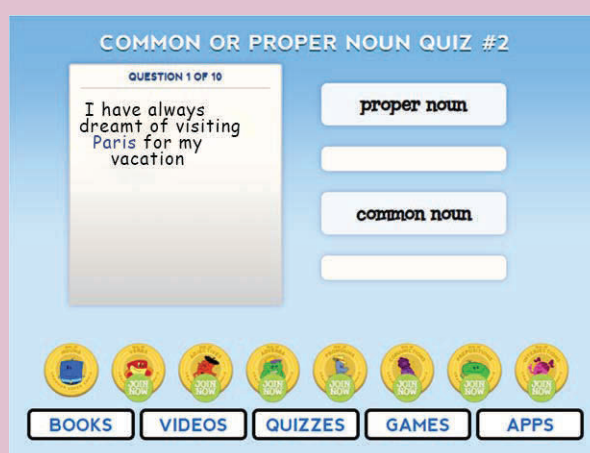 COMMON OR PROPER NOUN QUIZ #2
QUESTION 1 OF 10
I have always
dreamt of visiting
Paris for my
vacation
proper noun
common noun
JOIN NOW
JOIN NOW
JOIN NOW
JOIN NOW
JOIN NOW
JOIN NOW
JOIN NOW
BOOKS
VIDEOS
QUIZZES
GAMES
APPS